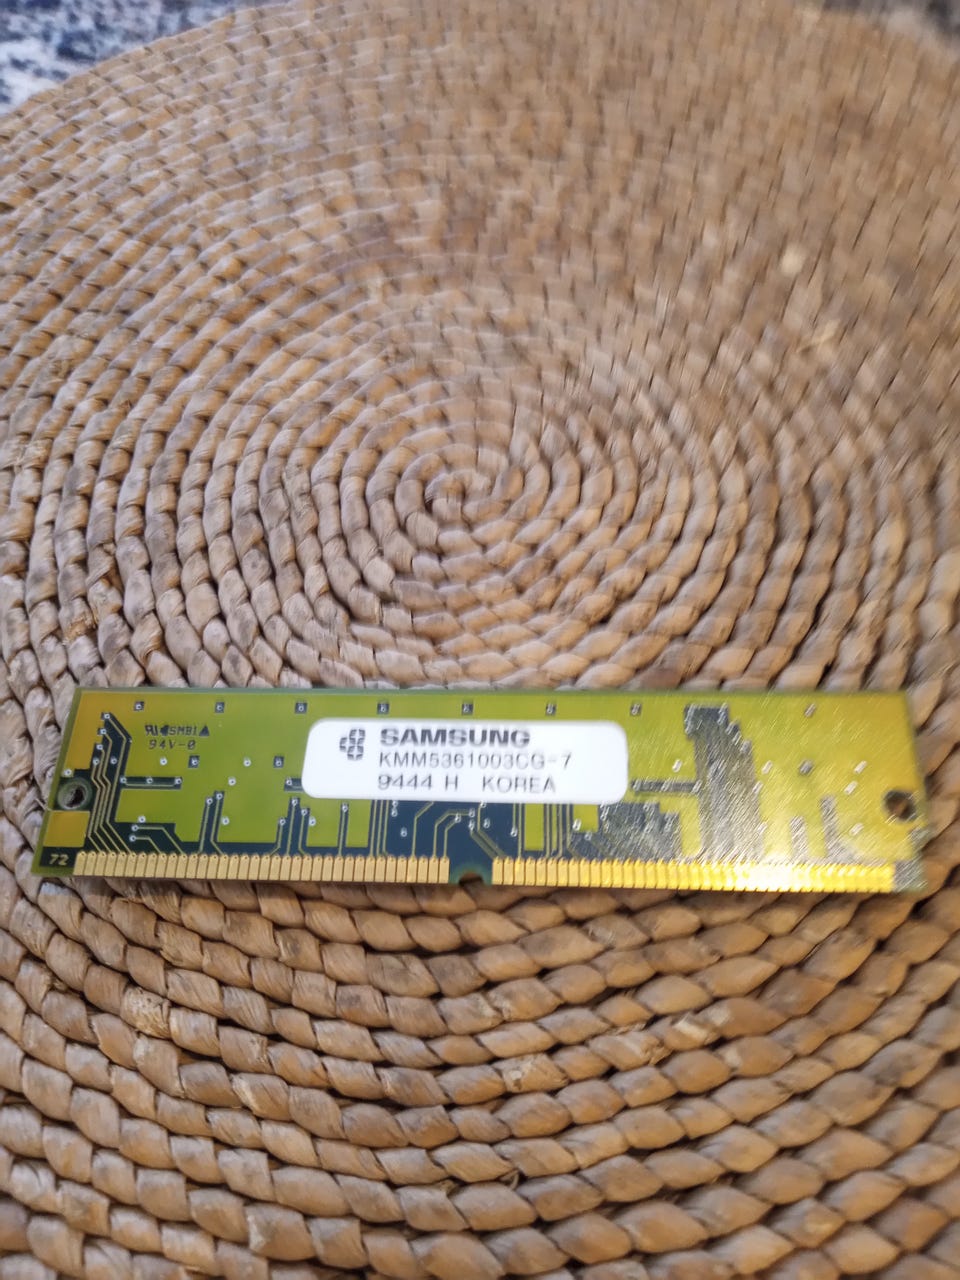 SAMSUNG
KMM5361003CG-7
9444 H KOREA
94V-0
72